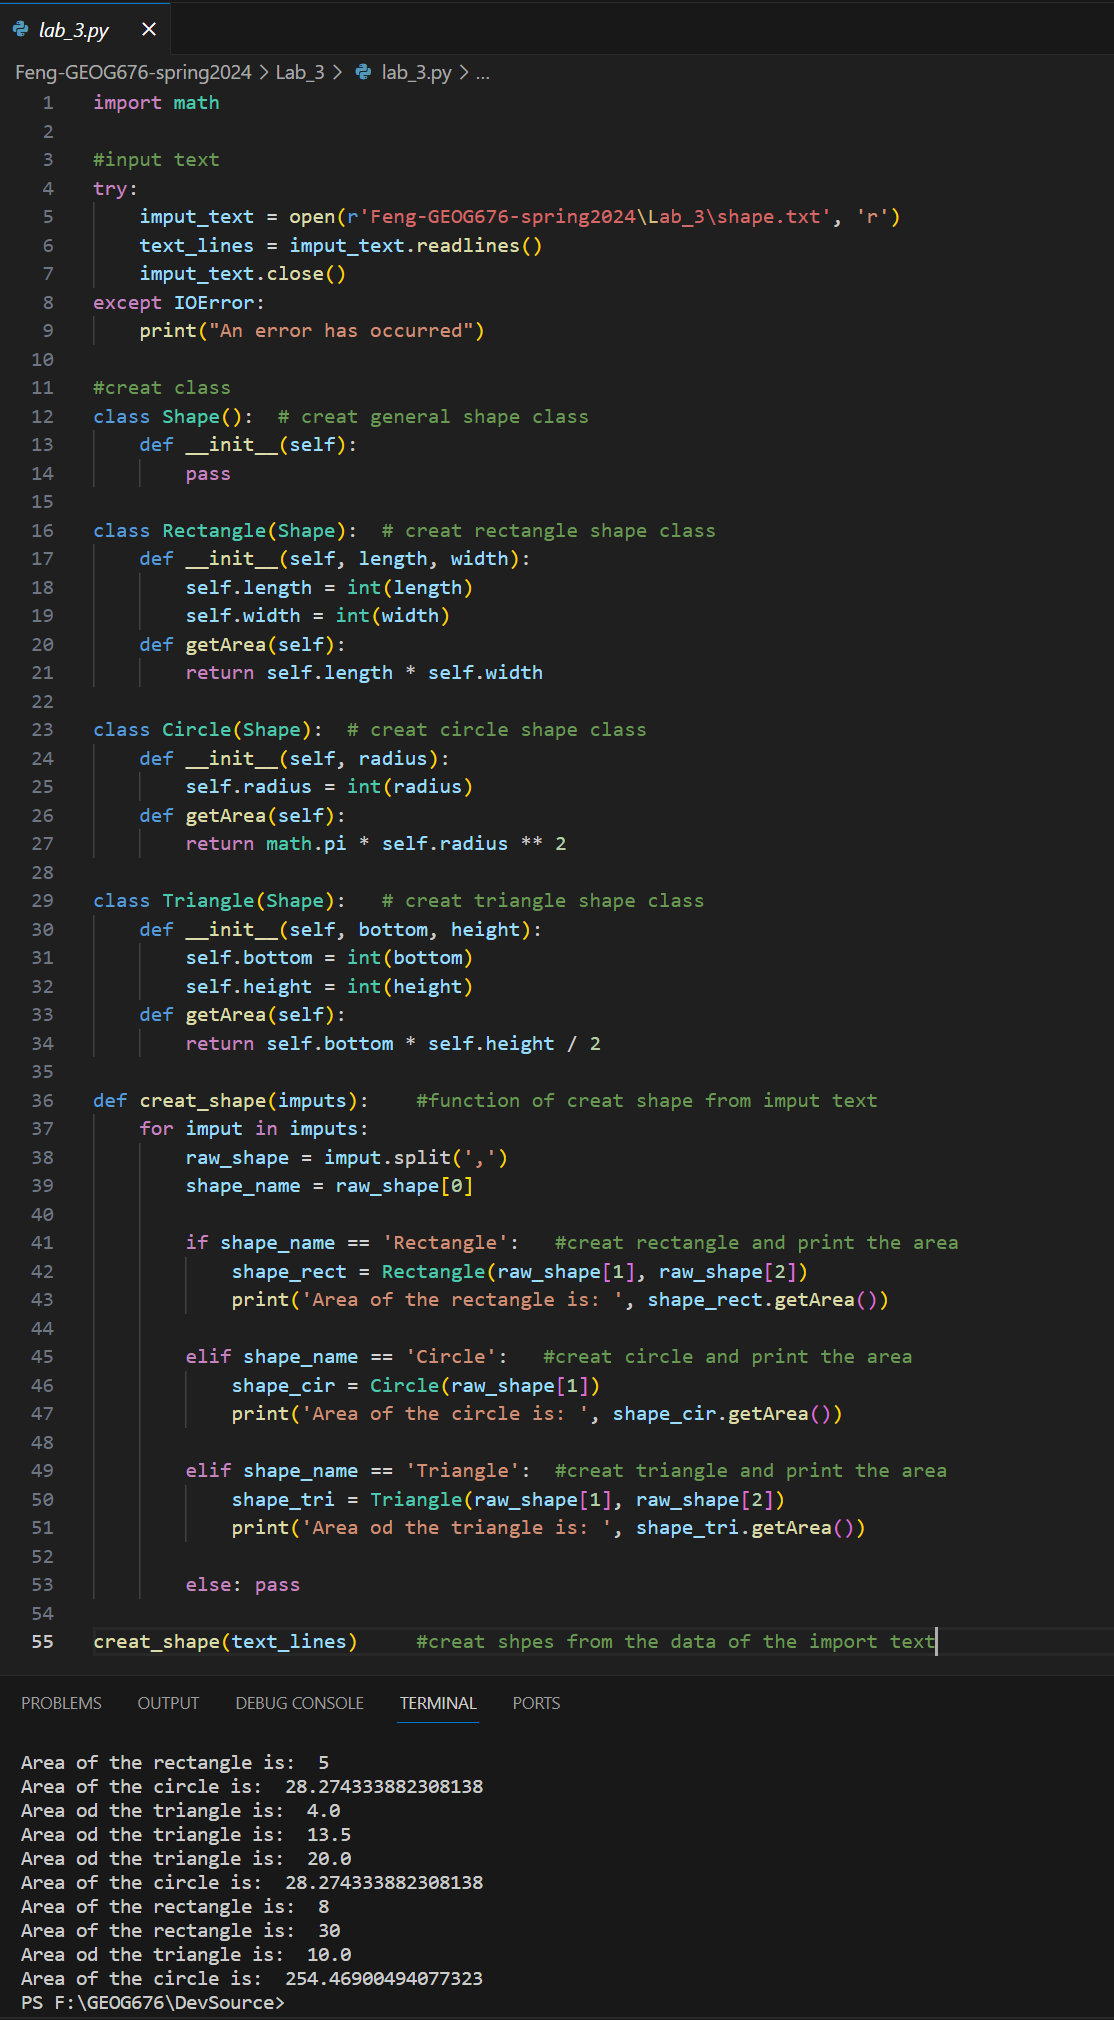 lab_3.py
Feng-GEOG676-spring2024 > Lab_3 > lab_3.py > ...
1 import math
2
3 #input text
4 try:
5     imput_text = open(r'Feng-GEOG676-spring2024\Lab_3\shape.txt', 'r')
6     text_lines = imput_text.readlines()
7     imput_text.close()
8 except IOError:
9     print("An error has occurred")
10
11 #creat class
12 class Shape():  # creat general shape class
13     def __init__(self):
14         pass
15
16 class Rectangle(Shape):  # creat rectangle shape class
17     def __init__(self, length, width):
18         self.length = int(length)
19         self.width = int(width)
20     def getArea(self):
21         return self.length * self.width
22
23 class Circle(Shape):  # creat circle shape class
24     def __init__(self, radius):
25         self.radius = int(radius)
26     def getArea(self):
27         return math.pi * self.radius ** 2
28
29 class Triangle(Shape):   # creat triangle shape class
30     def __init__(self, bottom, height):
31         self.bottom = int(bottom)
32         self.height = int(height)
33     def getArea(self):
34         return self.bottom * self.height / 2
35
36 def creat_shape(imputs):    #function of creat shape from imput text
37     for imput in imputs:
38         raw_shape = imput.split(',')
39         shape_name = raw_shape[0]
40
41         if shape_name == 'Rectangle':   #creat rectangle and print the area
42             shape_rect = Rectangle(raw_shape[1], raw_shape[2])
43             print('Area of the rectangle is: ', shape_rect.getArea())
44
45         elif shape_name == 'Circle':   #creat circle and print the area
46             shape_cir = Circle(raw_shape[1])
47             print('Area of the circle is: ', shape_cir.getArea())
48
49         elif shape_name == 'Triangle':  #creat triangle and print the area
50             shape_tri = Triangle(raw_shape[1], raw_shape[2])
51             print('Area od the triangle is: ', shape_tri.getArea())
52
53         else: pass
54
55 creat_shape(text_lines)     #creat shpes from the data of the import text
PROBLEMS OUTPUT DEBUG CONSOLE TERMINAL PORTS
Area of the rectangle is:  5
Area of the circle is:  28.274333882308138
Area od the triangle is:  4.0
Area od the triangle is:  13.5
Area od the triangle is:  20.0
Area of the circle is:  28.274333882308138
Area of the rectangle is:  8
Area of the rectangle is:  30
Area od the triangle is:  10.0
Area of the circle is:  254.46900494077323
PS F:\GEOG676\DevSource>